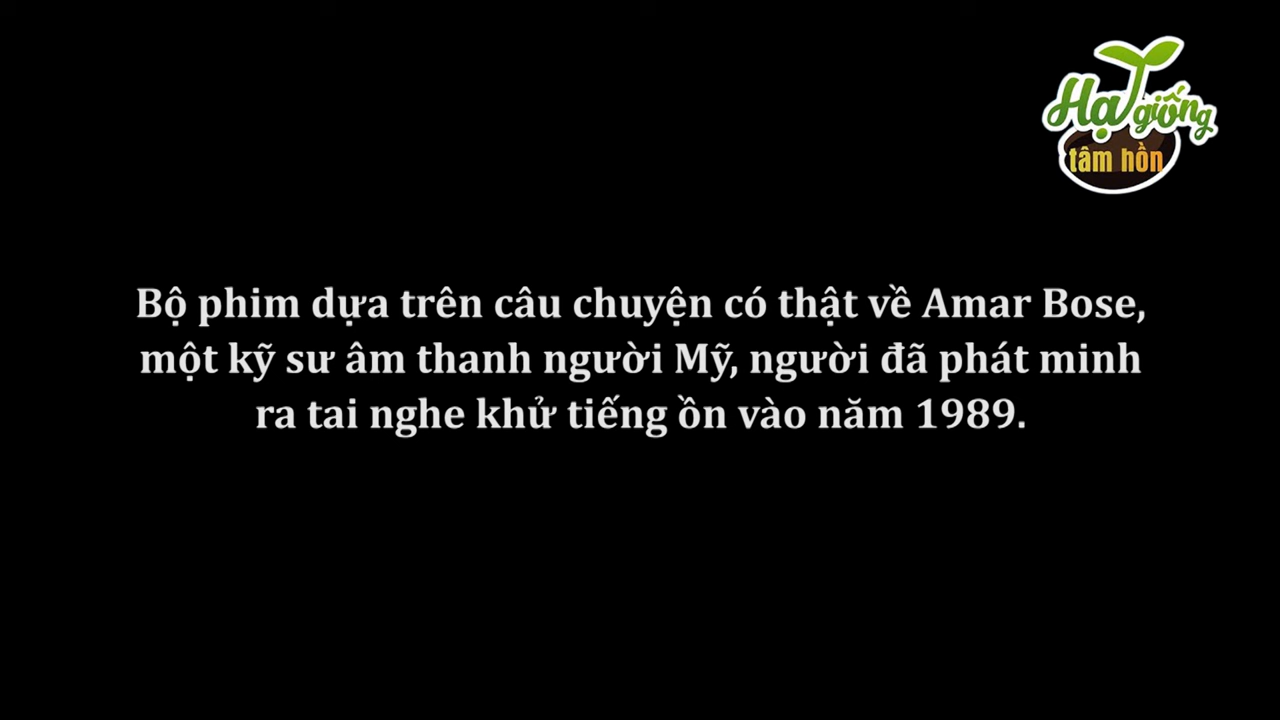 Hạt giống
tâm hồn
Bộ phim dựa trên câu chuyện có thật về Amar Bose,
một kỹ sư âm thanh người Mỹ, người đã phát minh
ra tai nghe khử tiếng ồn vào năm 1989.